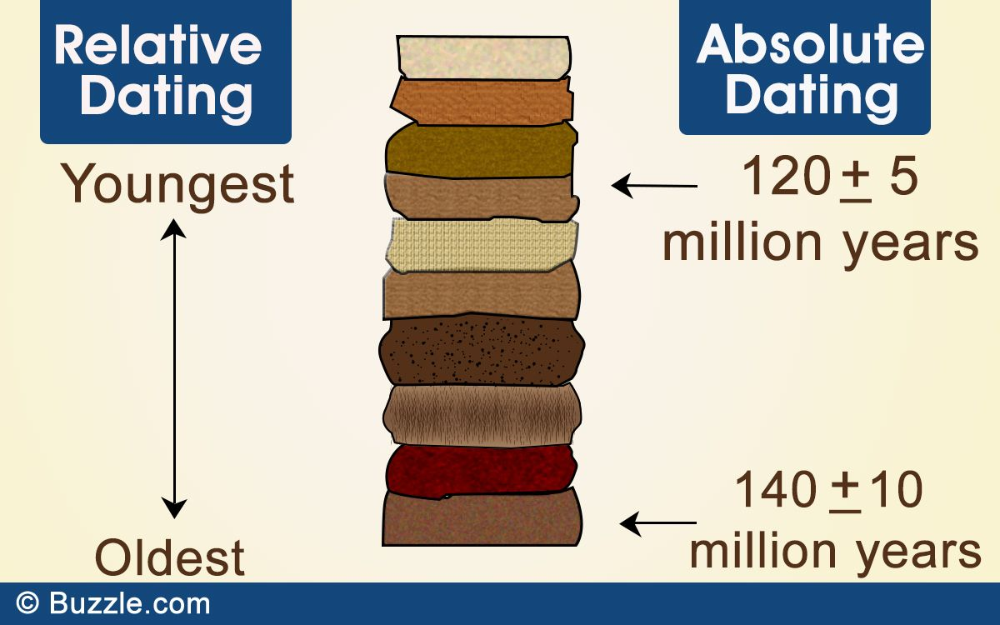 Relative
Dating
Absolute
Dating
Youngest
120 ± 5
million years
140 ± 10
million years
Oldest
© Buzzle.com